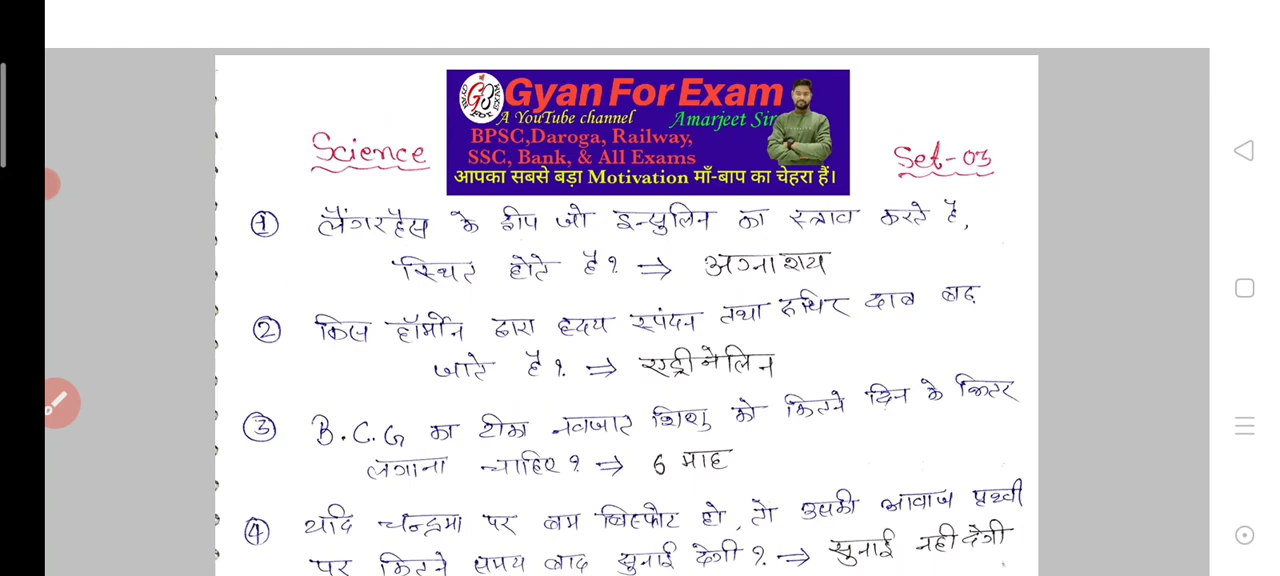 Gyan For Exam
A YouTube channel Amarjeet Sir
BPSC,Daroga, Railway,
SSC, Bank, & All Exams
आपका सबसे बड़ा Motivation माँ-बाप का चेहरा हैं।
Science
Set-03
① लैंगरहैंस के द्वीप जो इन्सुलिन का स्त्राव करते है,
स्थित होते है? ⇒ अग्नाशय
② किस हॉर्मोन द्वारा हृदय स्पंदन तथा रूधिर दाब बढ़
जाते है? ⇒ एड्रीनेलिन
③ B.C.G का टीका नवजात शिशु को कितने दिन के भितर
लगाना चाहिए? ⇒ 6 माह
④ यदि चन्द्रमा पर बम विस्फोट हो, तो उसकी आवाज पृथ्वी
पर कितने समय बाद सुनाई देगी? ⇒ सुनाई नही देगी